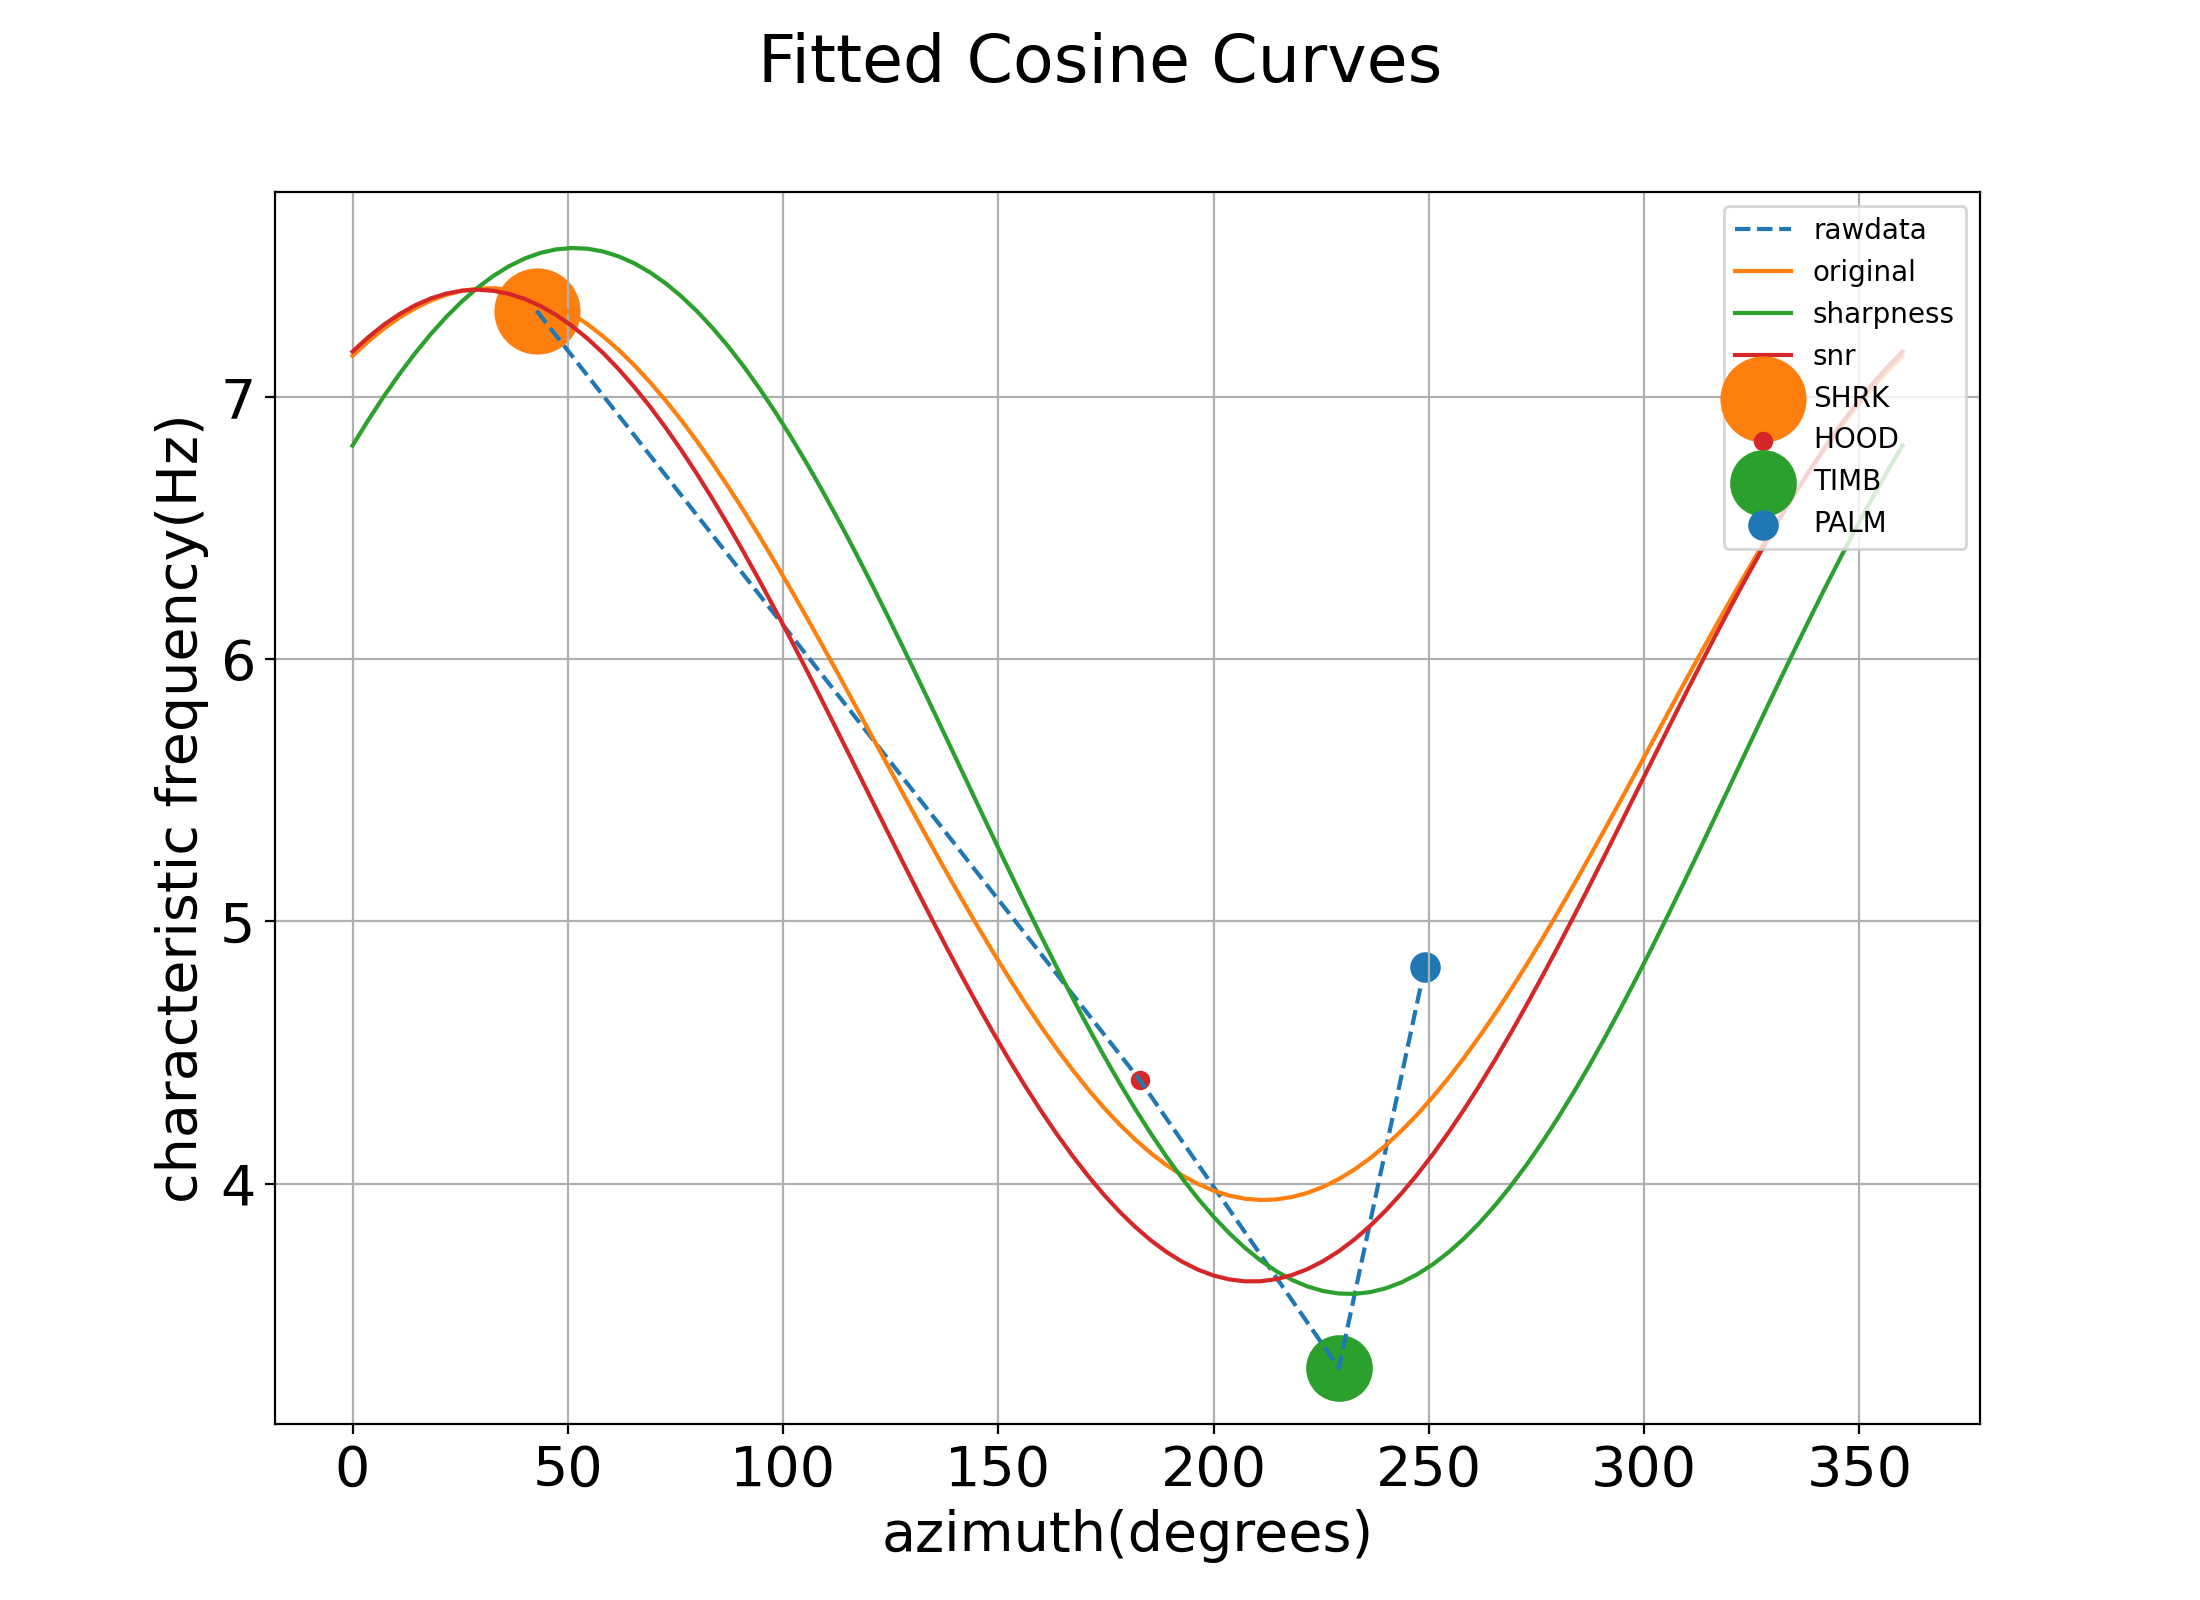 Fitted Cosine Curves
characteristic frequency(Hz)
7
6
5
4
rawdata
original
sharpness
snr
SHRK
HOOD
TIMB
PALM
0 50 100 150 200 250 300 350
azimuth(degrees)